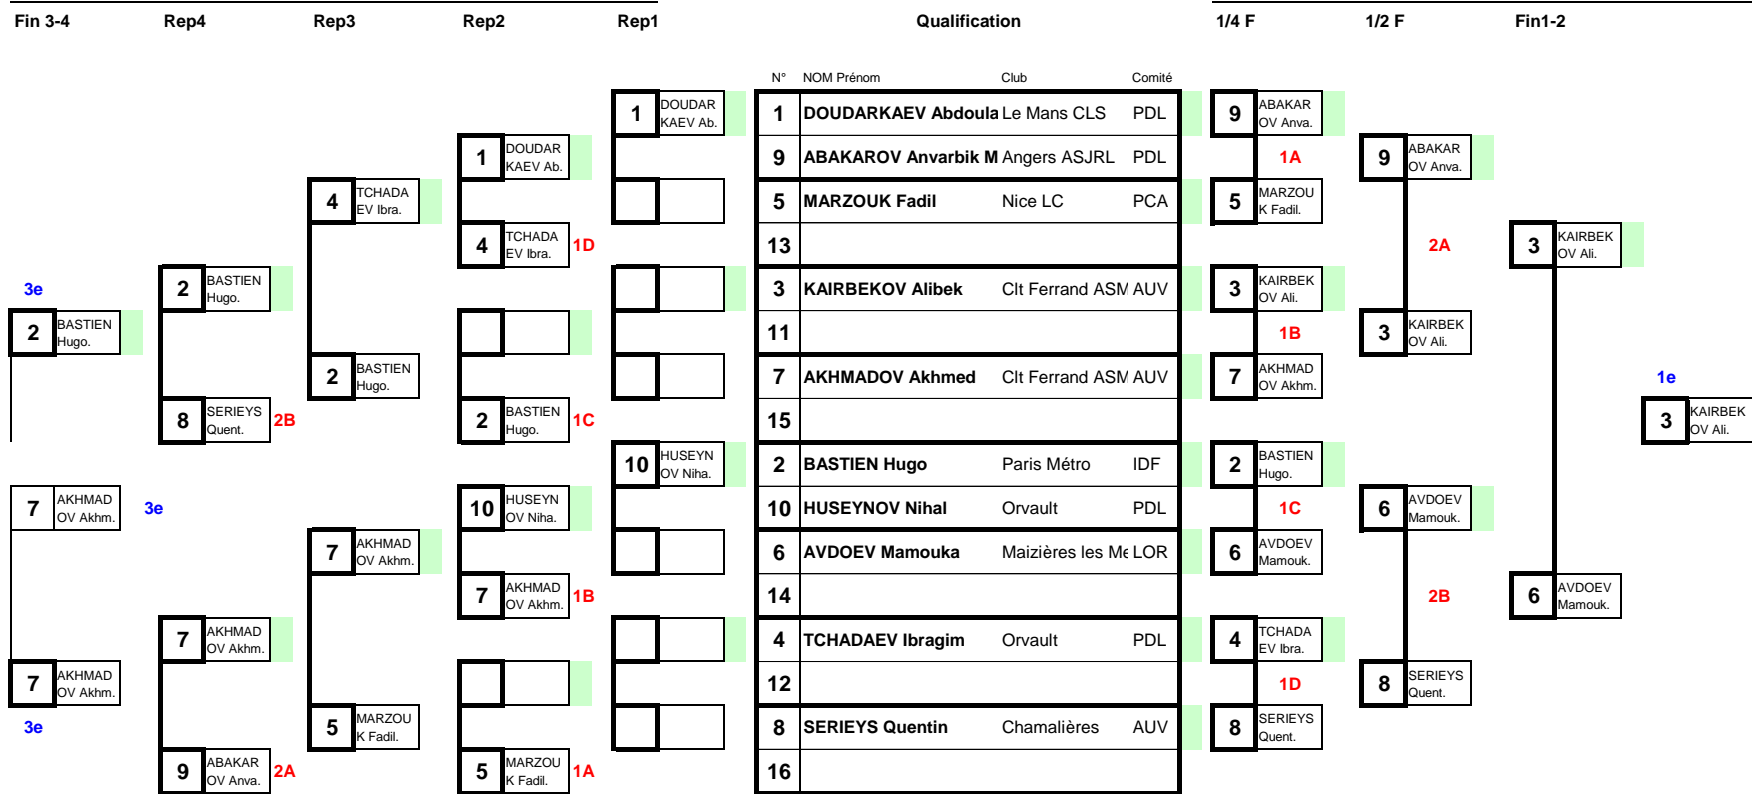 Fin 3-4 Rep4 Rep3 Rep2 Rep1 Qualification 1/4 F 1/2 F Fin1-2
N° NOM Prénom Club Comité
1 DOUDAR
KAEV Ab.
1 DOUDARKAEV Abdoula Le Mans CLS PDL
9 ABAKAR
OV Anva.
1 DOUDAR
KAEV Ab.
9 ABAKAROV Anvarbik M Angers ASJRL PDL
1A
9 ABAKAR
OV Anva.
4 TCHADA
EV Ibra.
5 MARZOUK Fadil Nice LC PCA
5 MARZOU
K Fadil.
4 TCHADA
EV Ibra.
1D
13
2A
3 KAIRBEK
OV Ali.
3e
2 BASTIEN
Hugo.
3 KAIRBEKOV Alibek Clt Ferrand ASM AUV
3 KAIRBEK
OV Ali.
2 BASTIEN
Hugo.
11
1B
3 KAIRBEK
OV Ali.
2 BASTIEN
Hugo.
7 AKHMADOV Akhmed Clt Ferrand ASM AUV
7 AKHMAD
OV Akhm.
1e
8 SERIEYS
Quent.
2B
2 BASTIEN
Hugo.
1C
15
3 KAIRBEK
OV Ali.
10 HUSEYN
OV Niha.
2 BASTIEN Hugo Paris Métro IDF
2 BASTIEN
Hugo.
7 AKHMAD
OV Akhm.
3e
10 HUSEYN
OV Niha.
10 HUSEYNOV Nihal Orvault PDL
1C
6 AVDOEV
Mamouk.
7 AKHMAD
OV Akhm.
6 AVDOEV Mamouka Maizières les Me LOR
6 AVDOEV
Mamouk.
7 AKHMAD
OV Akhm.
1B
14
2B
6 AVDOEV
Mamouk.
7 AKHMAD
OV Akhm.
4 TCHADAEV Ibragim Orvault PDL
4 TCHADA
EV Ibra.
7 AKHMAD
OV Akhm.
12
1D
8 SERIEYS
Quent.
3e
5 MARZOU
K Fadil.
8 SERIEYS Quentin Chamalières AUV
8 SERIEYS
Quent.
9 ABAKAR
OV Anva.
2A
5 MARZOU
K Fadil.
1A
16